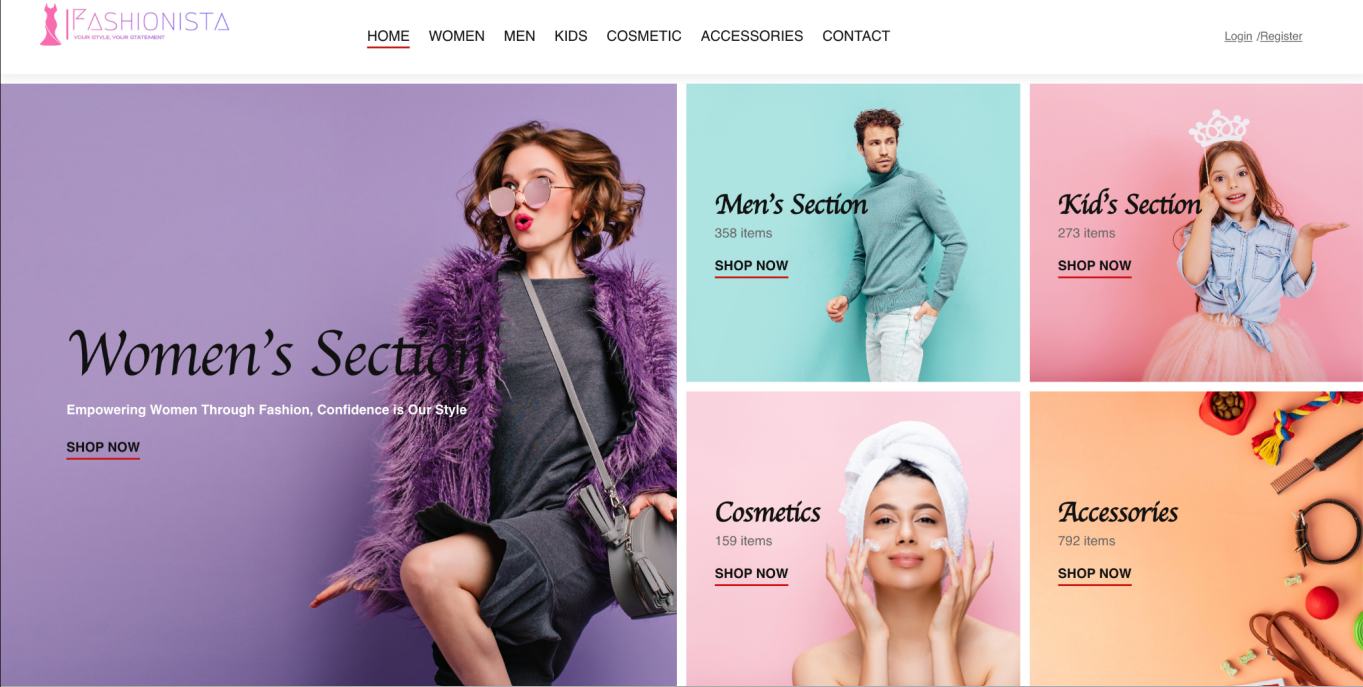 FASHIONISTA
YOUR STYLE, YOUR STATEMENT
HOME WOMEN MEN KIDS COSMETIC ACCESSORIES CONTACT
Login /Register
Women's Section
Empowering Women Through Fashion, Confidence is Our Style
SHOP NOW
Men's Section
358 items
SHOP NOW
Kid's Section
273 items
SHOP NOW
Cosmetics
159 items
SHOP NOW
Accessories
792 items
SHOP NOW